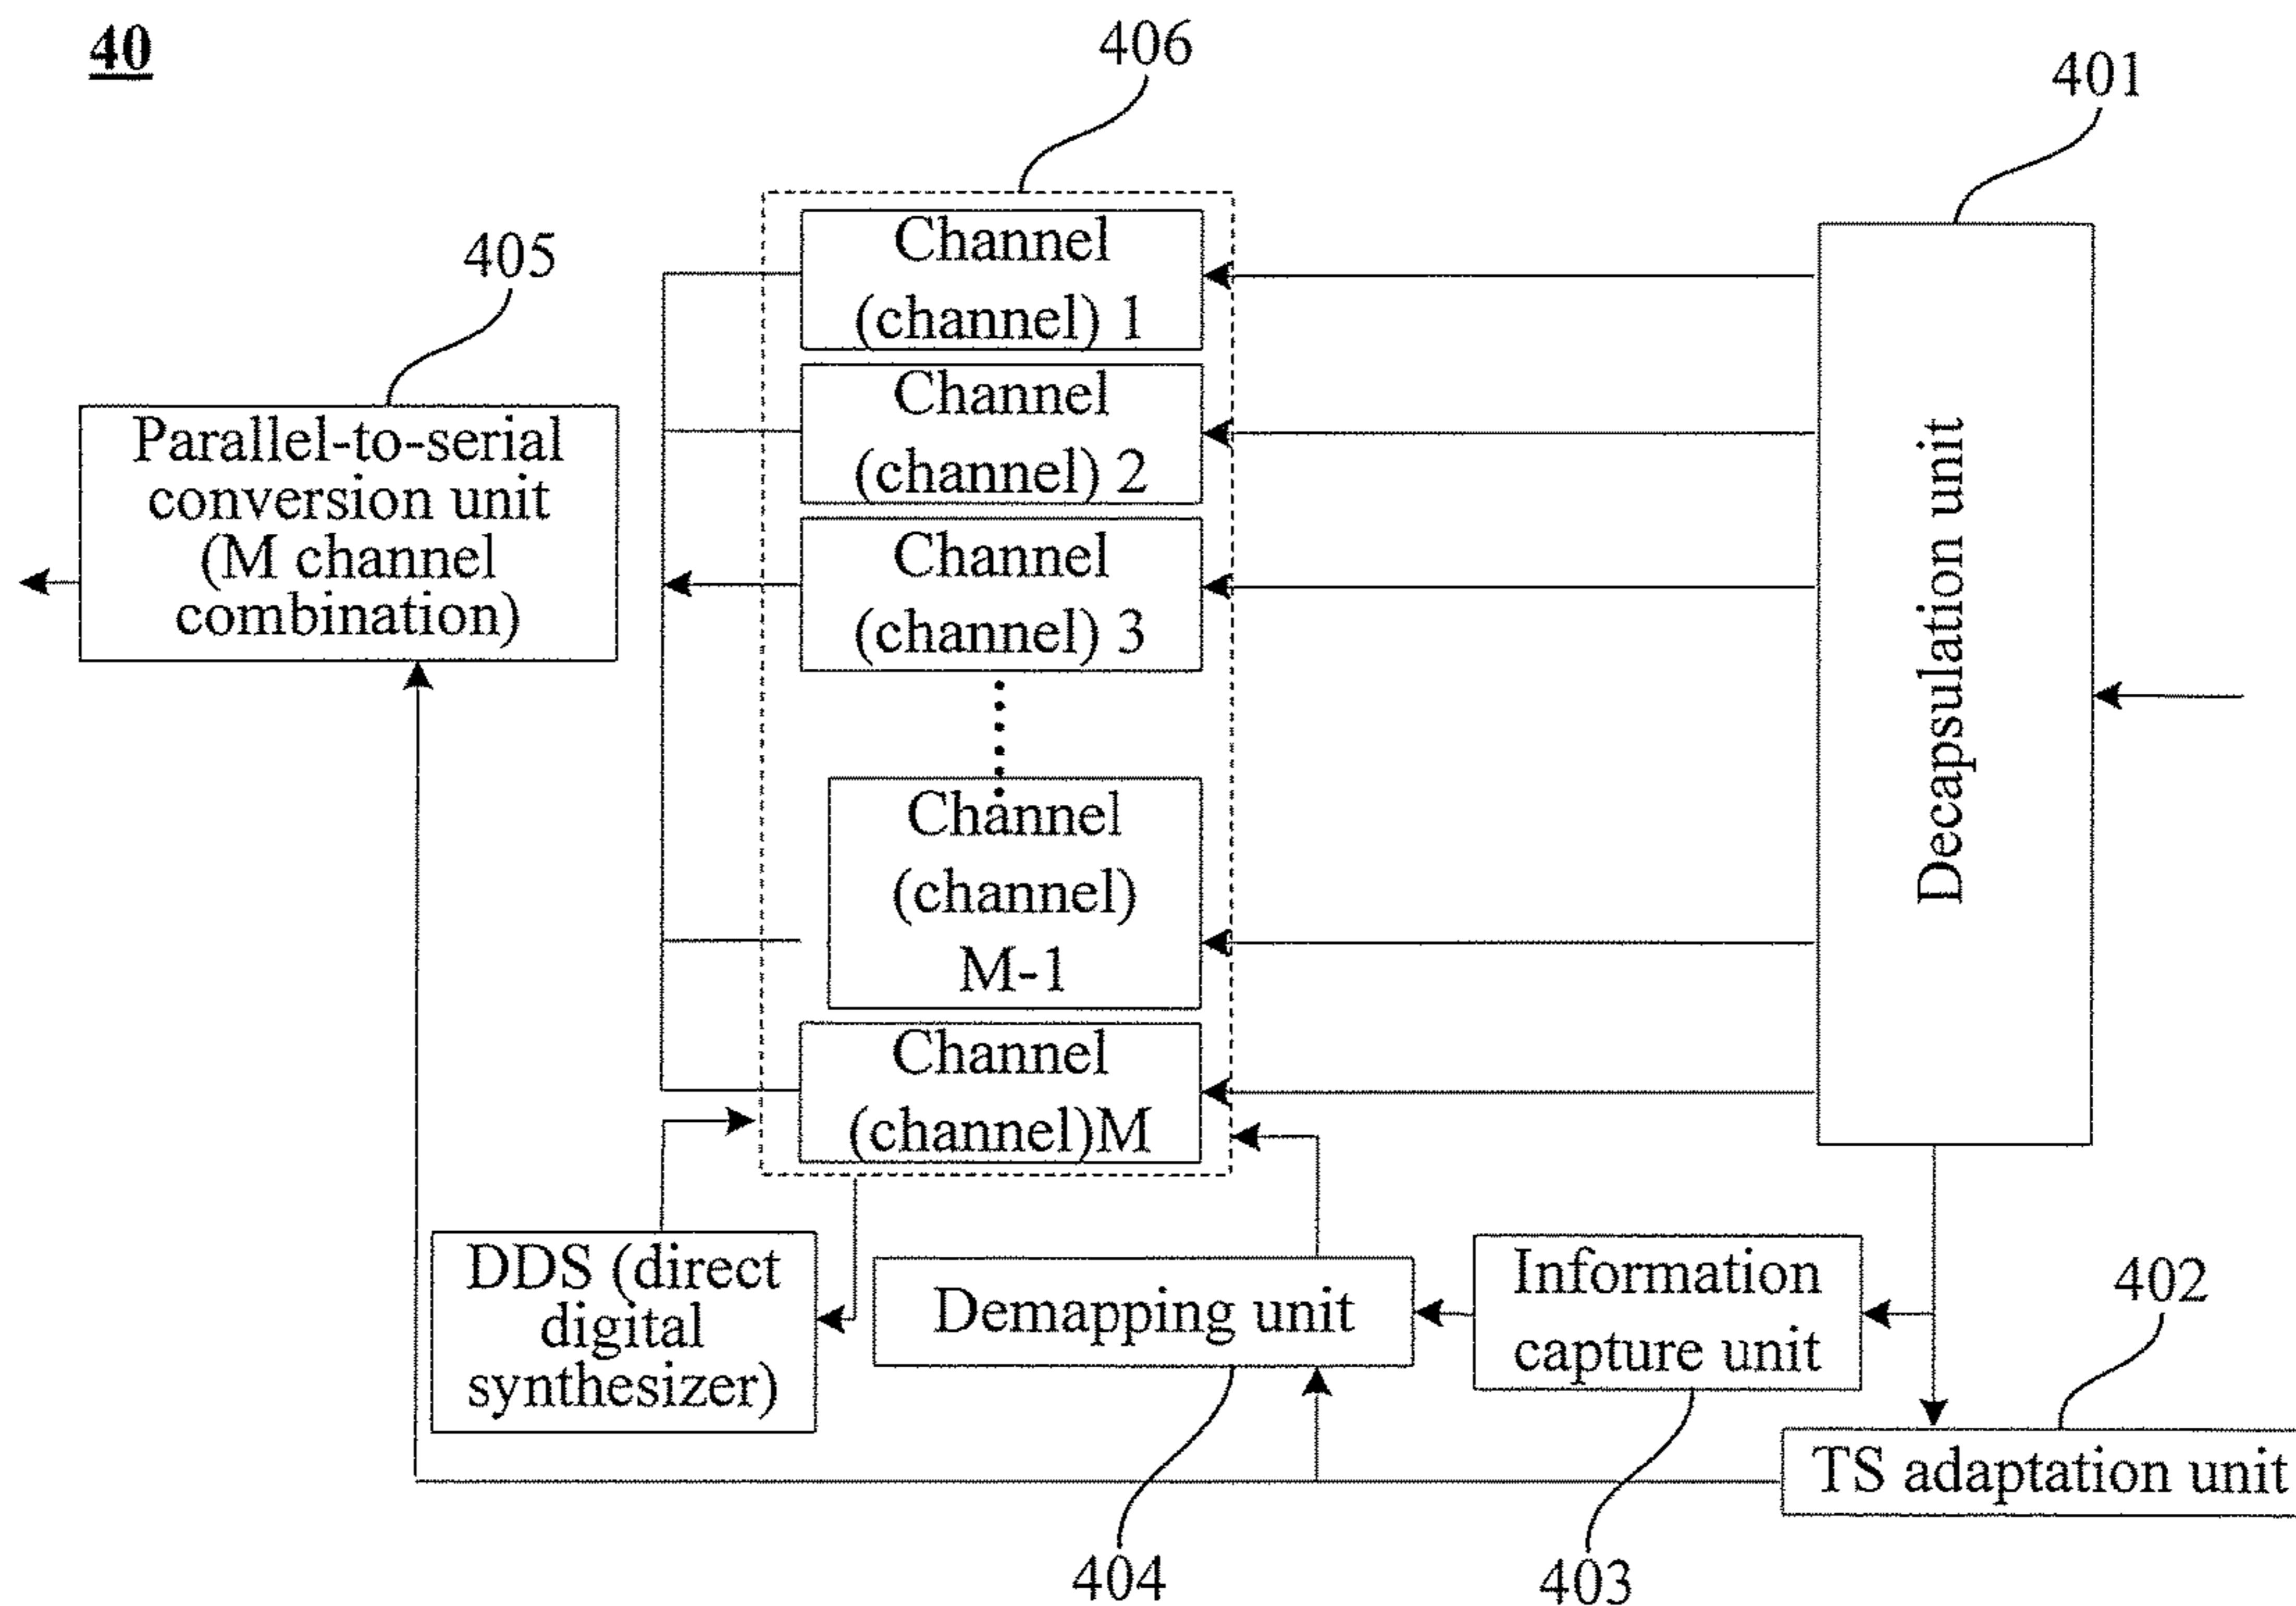 40
406
401
405
Channel
(channel) 1
Channel
(channel) 2
Channel
(channel) 3
Channel
(channel)
M-1
Channel
(channel)M
Parallel-to-serial
conversion unit
(M channel
combination)
Decapsulation unit
DDS (direct
digital
synthesizer)
Demapping unit
Information
capture unit
402
TS adaptation unit
404
403